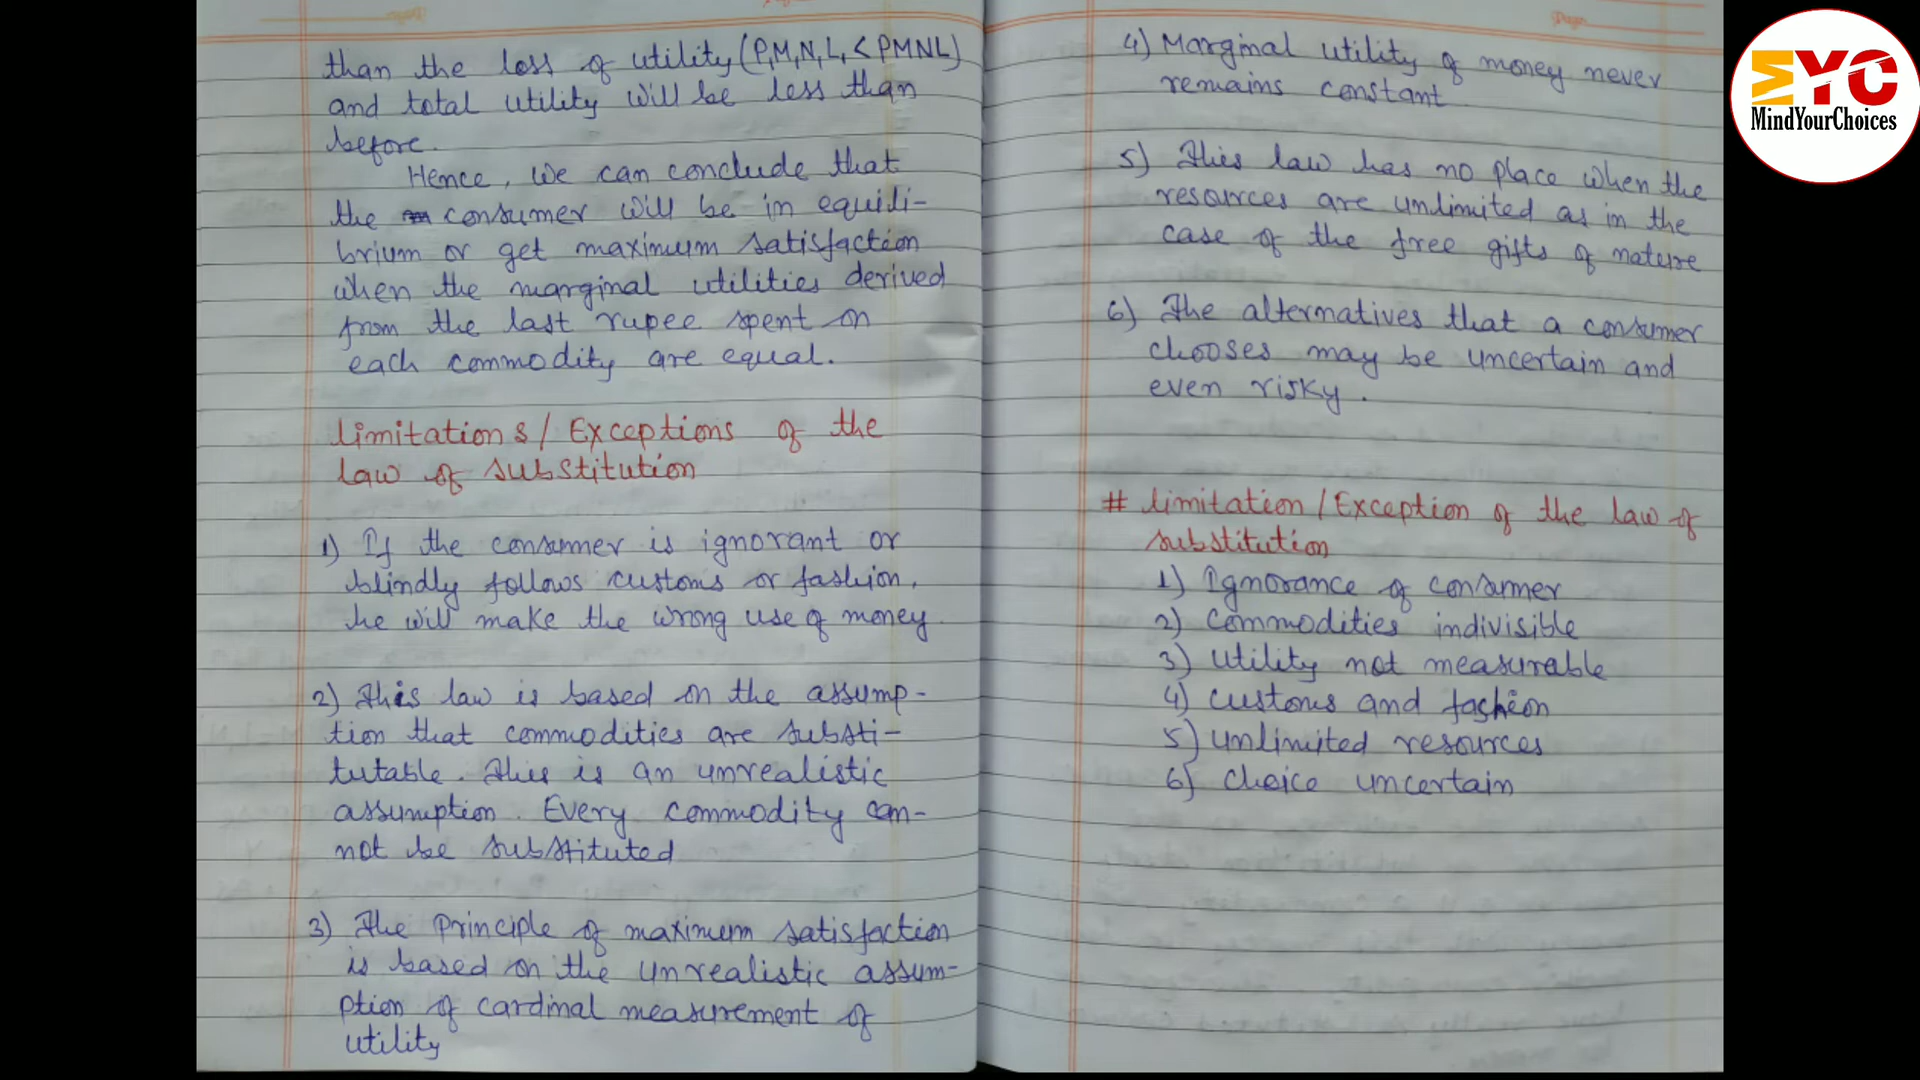 than the loss of utility (P₁M₁N₁L₁ < PMNL)
and total utility will be less than
before.
Hence, we can conclude that
the consumer will be in equili-
brium or get maximum satisfaction
when the marginal utilities derived
from the last rupee spent on
each commodity are equal.
Limitations / Exceptions of the
law of substitution
1) If the consumer is ignorant or
blindly follows customs or fashion,
he will make the wrong use of money
2) This law is based on the assump-
tion that commodities are substi-
tutable. This is an unrealistic
assumption. Every commodity can-
not be substituted
3) The principle of maximum satisfaction
is based on the unrealistic assum-
ption of cardinal measurement of
utility
Page
4) Marginal utility of money never
remains constant
5) This law has no place when the
resources are unlimited as in the
case of the free gifts of nature
6) The alternatives that a consumer
chooses may be uncertain and
even risky.
# Limitation / Exception of the law of
substitution
1) Ignorance of consumer
2) Commodities indivisible
3) Utility not measurable
4) Customs and fashion
5) Unlimited resources
6) Choice uncertain
MYC
MindYourChoices